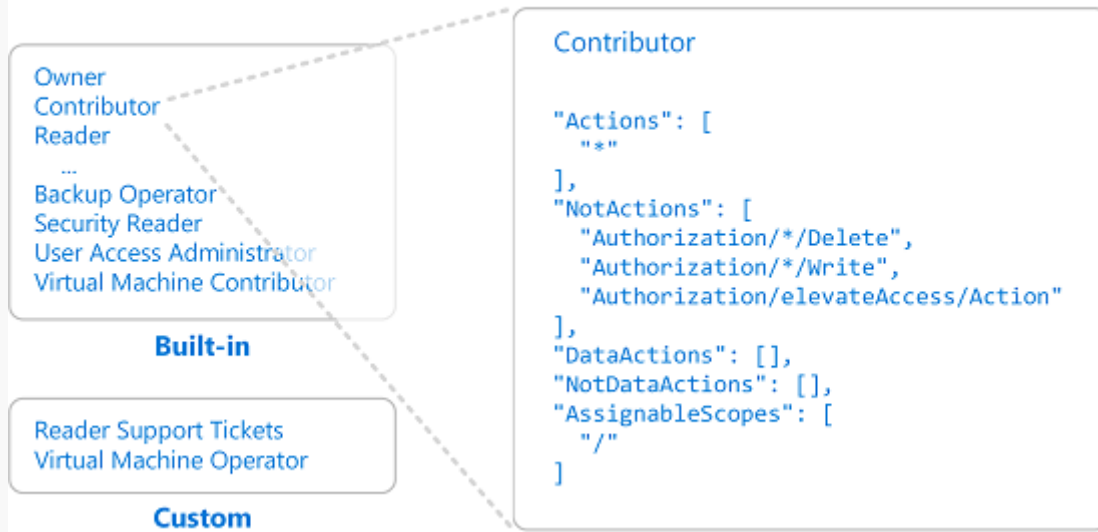 Owner
Contributor
Reader
...
Backup Operator
Security Reader
User Access Administrator
Virtual Machine Contributor
Built-in
Reader Support Tickets
Virtual Machine Operator
Custom
Contributor
"Actions": [
"*"
],
"NotActions": [
"Authorization/*/Delete",
"Authorization/*/Write",
"Authorization/elevateAccess/Action"
],
"DataActions": [],
"NotDataActions": [],
"AssignableScopes": [
"/"
]